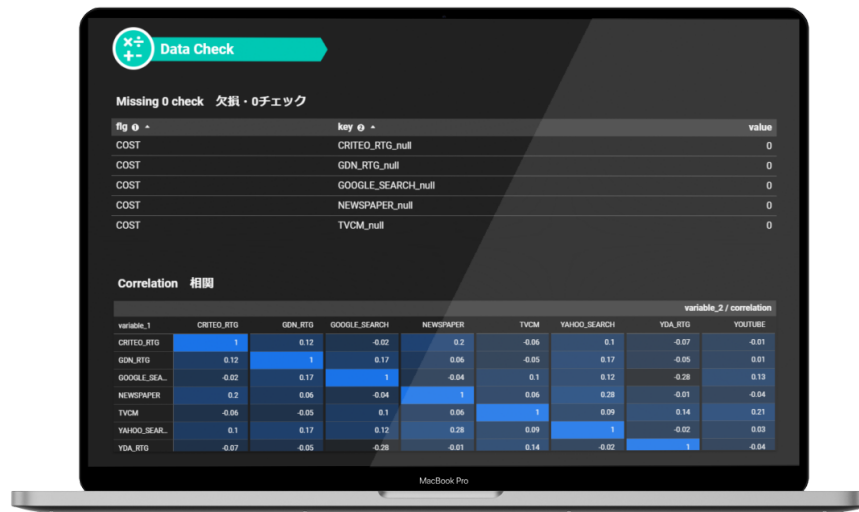 Data Check
Missing 0 check 欠損・0チェック
flg key value
COST CRITEO_RTG_null 0
COST GDN_RTG_null 0
COST GOOGLE_SEARCH_null 0
COST NEWSPAPER_null 0
COST TVCM_null 0
Correlation 相関
variable_2 / correlation
variable_1 CRITEO_RTG GDN_RTG GOOGLE_SEARCH NEWSPAPER TVCM YAHOO_SEARCH YDA_RTG YOUTUBE
CRITEO_RTG 1 0.12 -0.02 0.2 -0.06 0.1 -0.07 -0.01
GDN_RTG 0.12 1 0.17 0.06 -0.05 0.17 -0.05 0.01
GOOGLE_SEA... -0.02 0.17 1 -0.04 0.1 0.12 -0.28 0.13
NEWSPAPER 0.2 0.06 -0.04 1 0.06 0.28 -0.01 -0.04
TVCM -0.06 -0.05 0.1 0.06 1 0.09 0.14 0.21
YAHOO_SEAR... 0.1 0.17 0.12 0.28 0.09 1 -0.02 0.03
YDA_RTG -0.07 -0.05 -0.28 -0.01 0.14 -0.02 1 -0.04
MacBook Pro